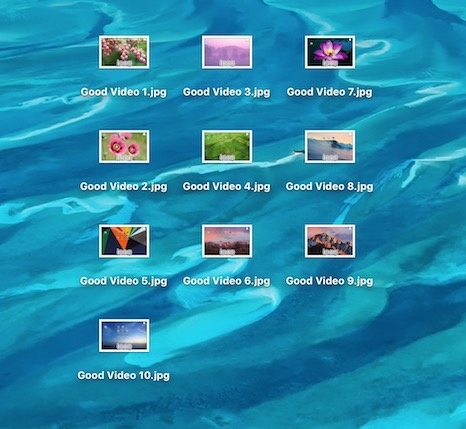 Good Video 1.jpg
Good Video 3.jpg
Good Video 7.jpg
Good Video 2.jpg
Good Video 4.jpg
Good Video 8.jpg
Good Video 5.jpg
Good Video 6.jpg
Good Video 9.jpg
Good Video 10.jpg